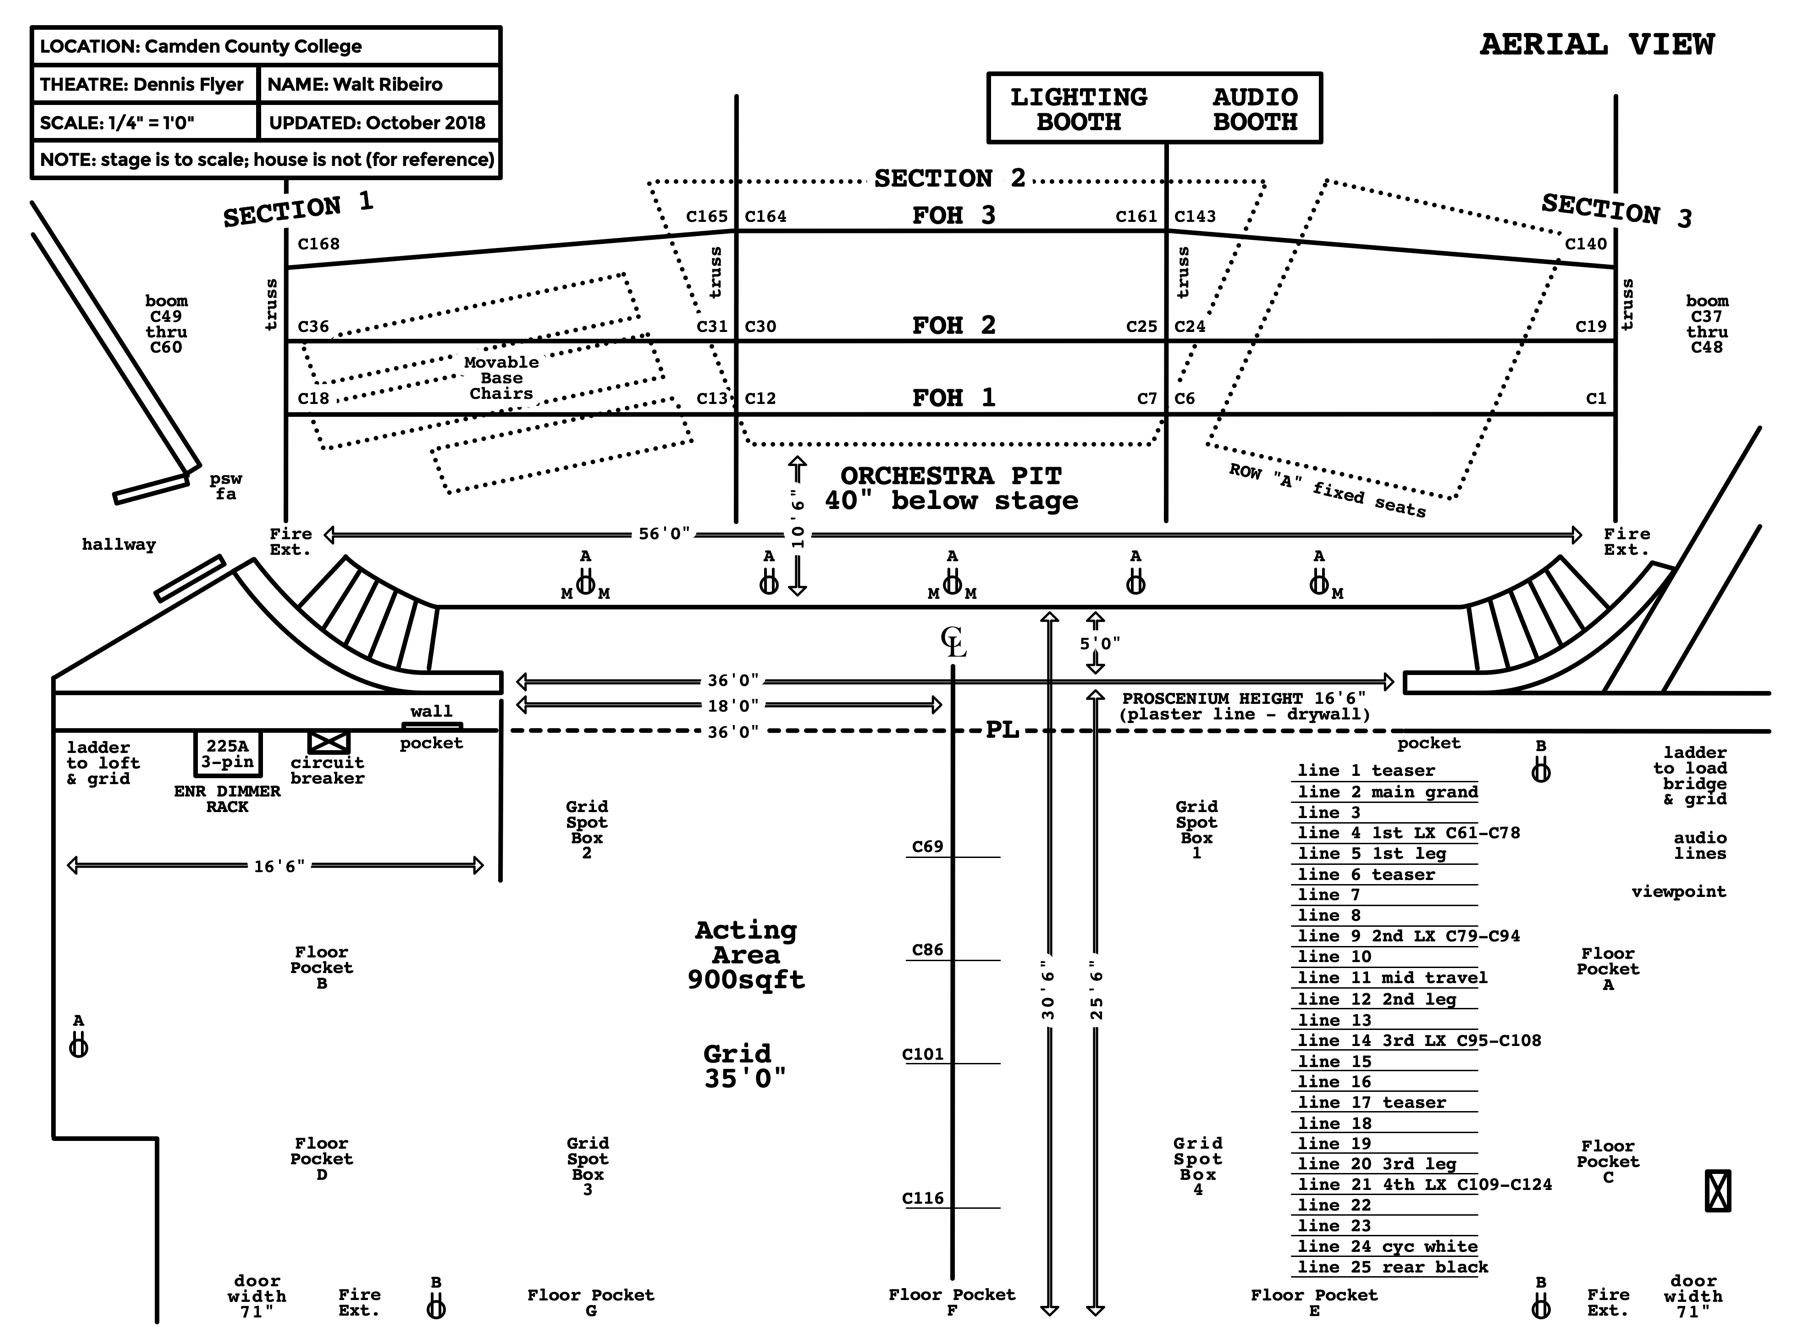 LOCATION: Camden County College
THEATRE: Dennis Flyer
NAME: Walt Ribeiro
SCALE: 1/4" = 1'0"
UPDATED: October 2018
NOTE: stage is to scale; house is not (for reference)
AERIAL VIEW
LIGHTING BOOTH
AUDIO BOOTH
SECTION 1
SECTION 2
SECTION 3
C168
C165
C164
FOH 3
C161
C143
C140
truss
truss
truss
truss
boom
C49
thru
C60
boom
C37
thru
C48
C36
C31
C30
FOH 2
C25
C24
C19
Movable
Base
Chairs
C18
C13
C12
FOH 1
C7
C6
C1
psw
fa
hallway
ORCHESTRA PIT
40" below stage
10'6"
ROW "A" fixed seats
Fire
Ext.
56'0"
Fire
Ext.
A
M M
A
A
M M
A
A
M
CL
5'0"
36'0"
18'0"
36'0"
PROSCENIUM HEIGHT 16'6"
(plaster line - drywall)
PL
wall
pocket
ladder
to loft
& grid
225A
3-pin
ENR DIMMER
RACK
circuit
breaker
16'6"
pocket
B
ladder
to load
bridge
& grid
audio
lines
viewpoint
Grid
Spot
Box
2
Grid
Spot
Box
1
C69
C86
C101
C116
Acting
Area
900sqft
Grid
35'0"
30'6"
25'6"
line 1 teaser
line 2 main grand
line 3
line 4 1st LX C61-C78
line 5 1st leg
line 6 teaser
line 7
line 8
line 9 2nd LX C79-C94
line 10
line 11 mid travel
line 12 2nd leg
line 13
line 14 3rd LX C95-C108
line 15
line 16
line 17 teaser
line 18
line 19
line 20 3rd leg
line 21 4th LX C109-C124
line 22
line 23
line 24 cyc white
line 25 rear black
Floor
Pocket
B
Floor
Pocket
A
A
Floor
Pocket
D
Grid
Spot
Box
3
Grid
Spot
Box
4
Floor
Pocket
C
door
width
71"
Fire
Ext.
B
Floor Pocket
G
Floor Pocket
F
Floor Pocket
E
B
Fire
Ext.
door
width
71"